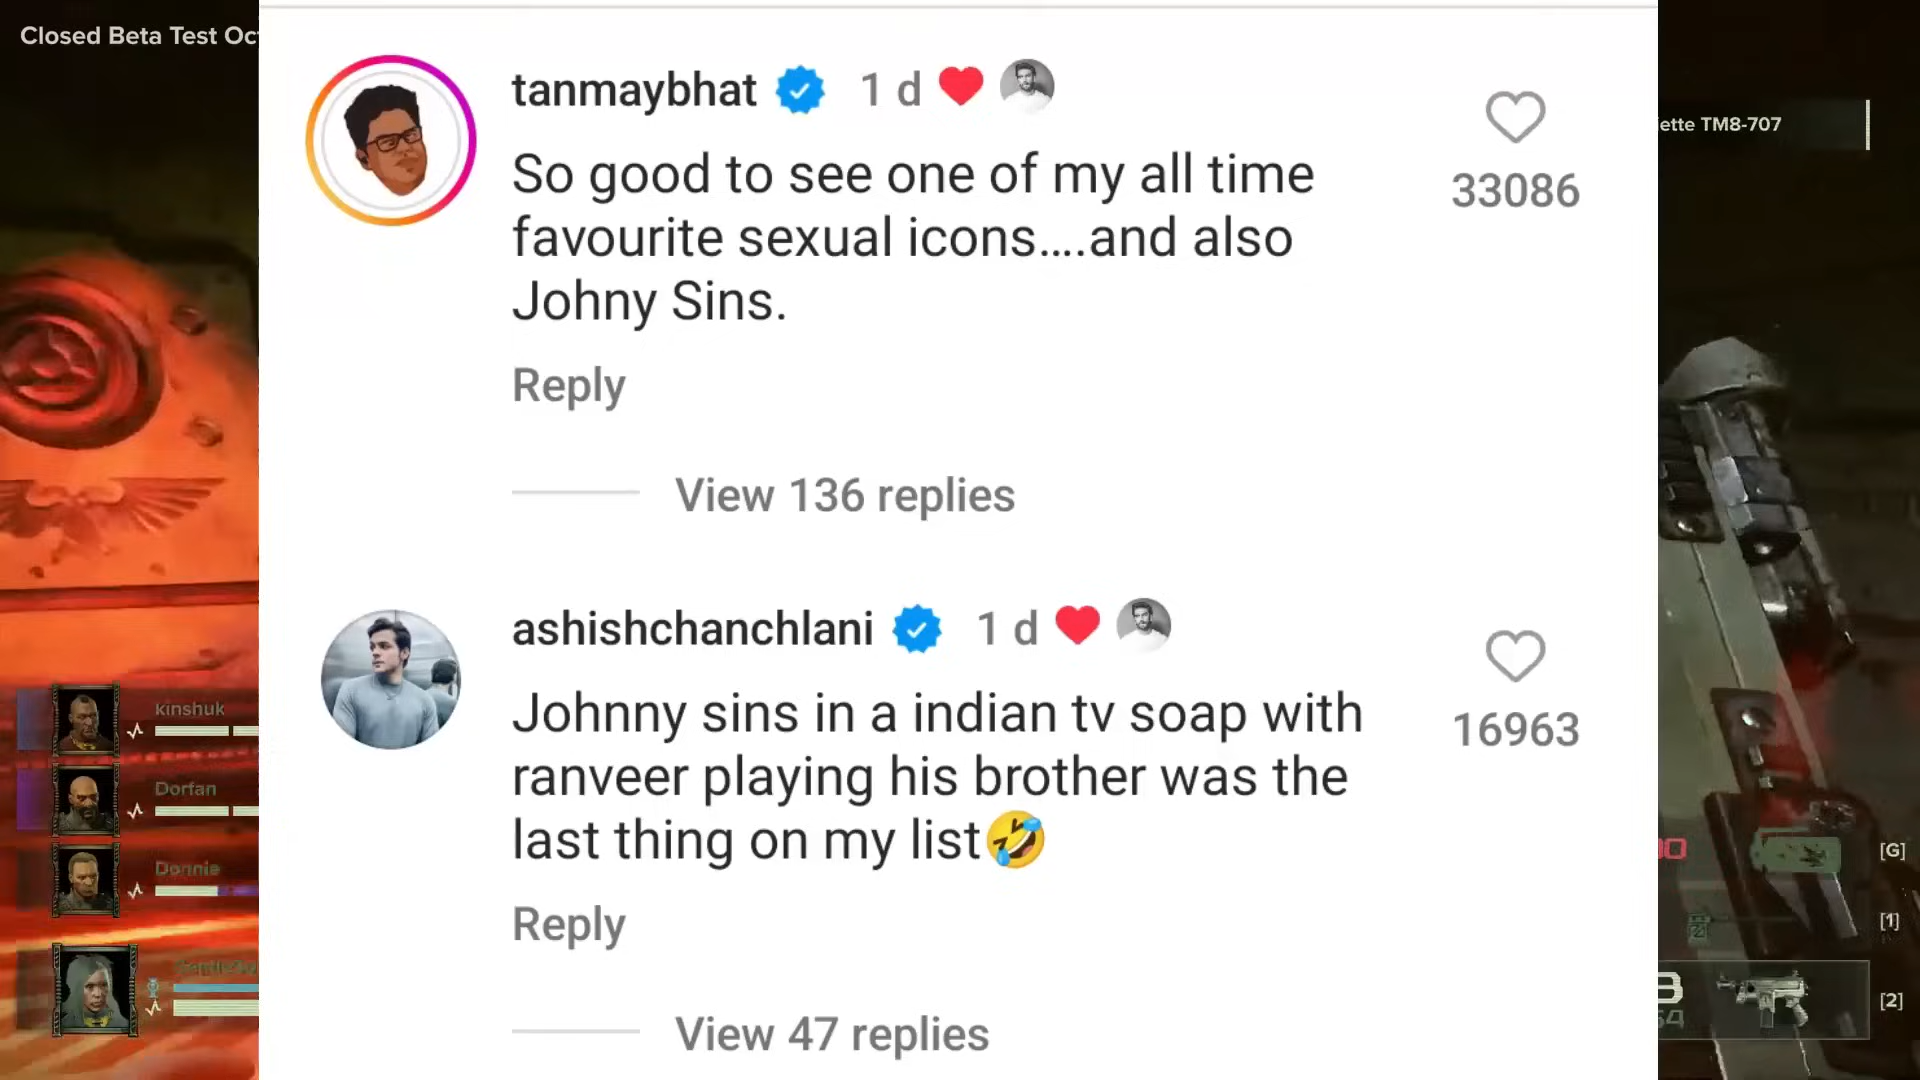 Closed Beta Test Oc
tanmaybhat 1 d
So good to see one of my all time
favourite sexual icons....and also
Johny Sins.
33086
Reply
View 136 replies
ette TM8-707
ashishchanchlani 1 d
Johnny sins in a indian tv soap with
ranveer playing his brother was the
last thing on my list🤣
16963
Reply
View 47 replies
kinshuk
Dorfan
Donnie
[G]
[1]
[2]